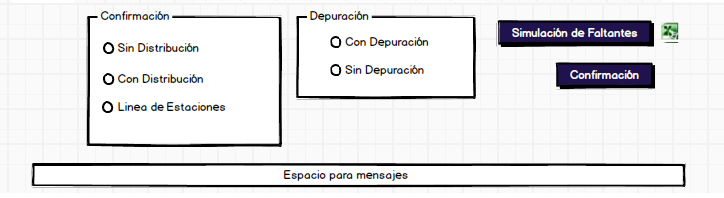 Confirmación
Sin Distribución
Con Distribución
Linea de Estaciones
Depuración
Con Depuración
Sin Depuración
Simulación de Faltantes
Confirmación
Espacio para mensajes